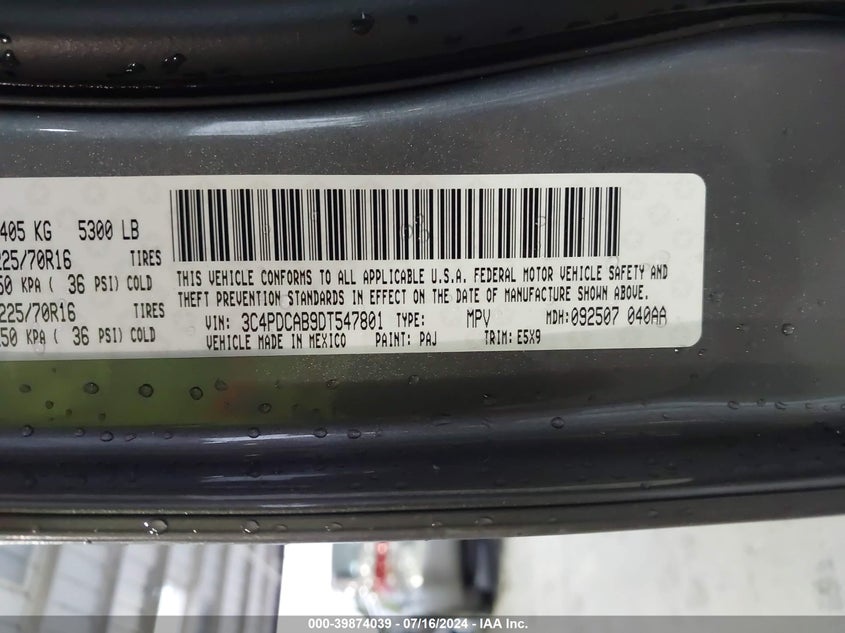 405 KG 5300 LB
225/70R16 TIRES
50 KPA ( 36 PSI) COLD
225/70R16 TIRES
250 KPA ( 36 PSI) COLD
THIS VEHICLE CONFORMS TO ALL APPLICABLE U.S.A. FEDERAL MOTOR VEHICLE SAFETY AND
THEFT PREVENTION STANDARDS IN EFFECT ON THE DATE OF MANUFACTURE SHOWN ABOVE.
VIN: 3C4PDCAB9DT547801 TYPE: MPV MDH:092507 040AA
VEHICLE MADE IN MEXICO PAINT: PAJ TRIM: E5X9
000-39874039 - 07/16/2024 - IAA Inc.